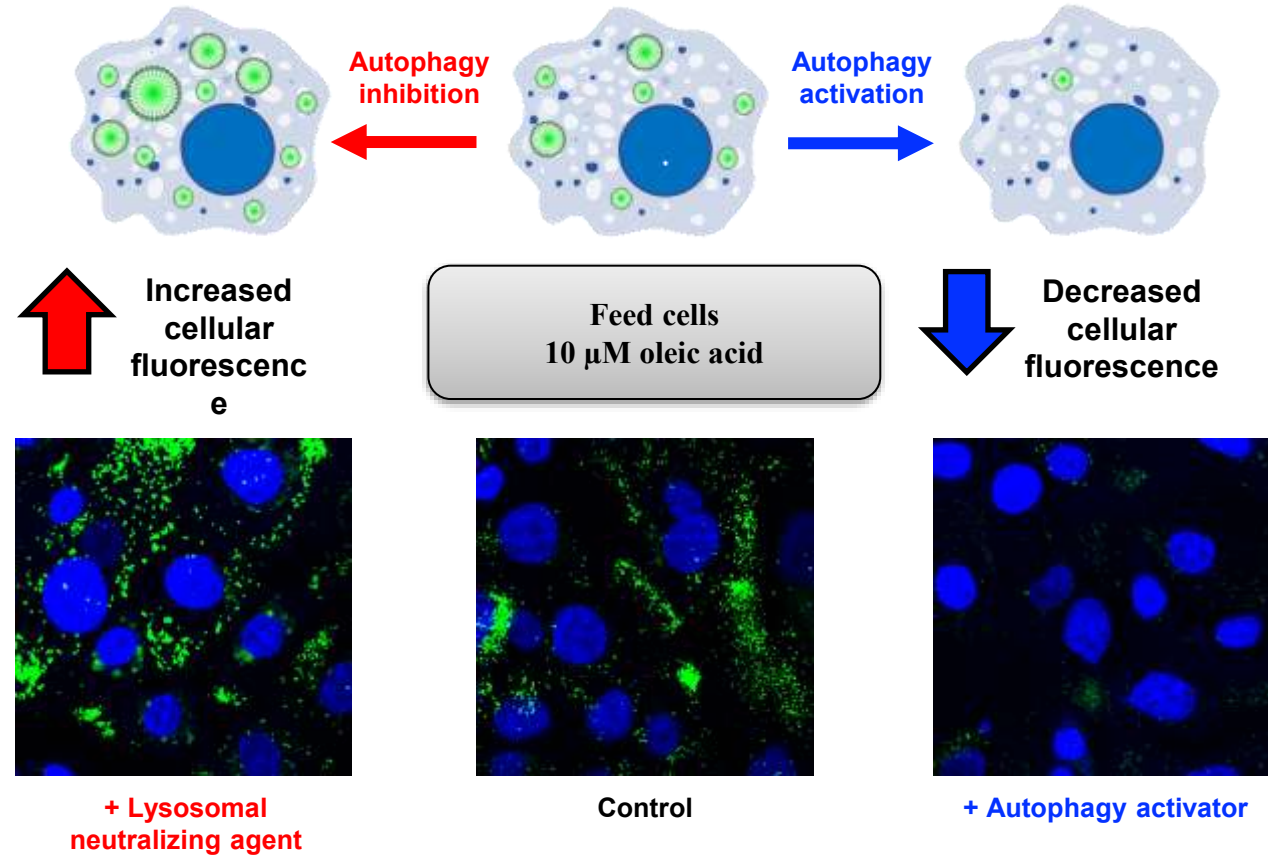 Autophagy
inhibition
Autophagy
activation
Increased
cellular
fluorescenc
e
Feed cells
10 µM oleic acid
Decreased
cellular
fluorescence
+ Lysosomal
neutralizing agent
Control
+ Autophagy activator